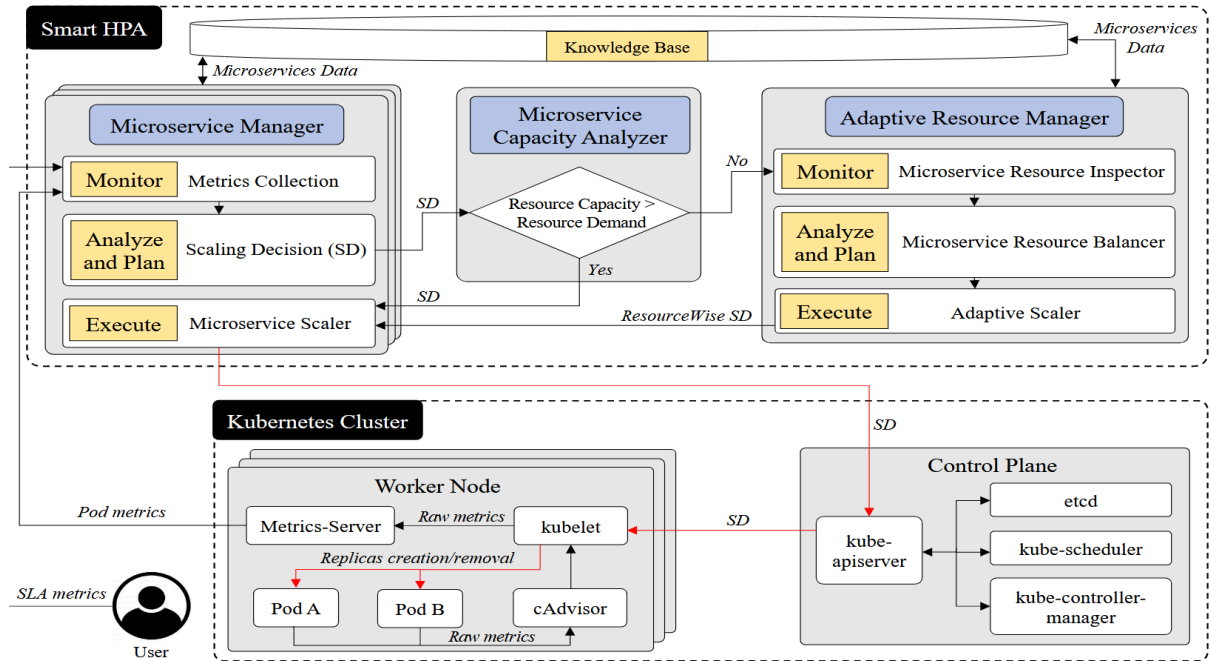 Smart HPA
Knowledge Base
Microservices
Data
Microservices Data
Microservice Manager
Monitor
Metrics Collection
Analyze
and Plan
Scaling Decision (SD)
Execute
Microservice Scaler
SD
Microservice
Capacity Analyzer
Resource Capacity >
Resource Demand
No
Yes
SD
Adaptive Resource Manager
Monitor
Microservice Resource Inspector
Analyze
and Plan
Microservice Resource Balancer
Execute
Adaptive Scaler
ResourceWise SD
Kubernetes Cluster
SD
Worker Node
Metrics-Server
Raw metrics
kubelet
Replicas creation/removal
Pod A
Pod B
cAdvisor
Raw metrics
SD
Control Plane
kube-
apiserver
etcd
kube-scheduler
kube-controller-
manager
Pod metrics
SLA metrics
User